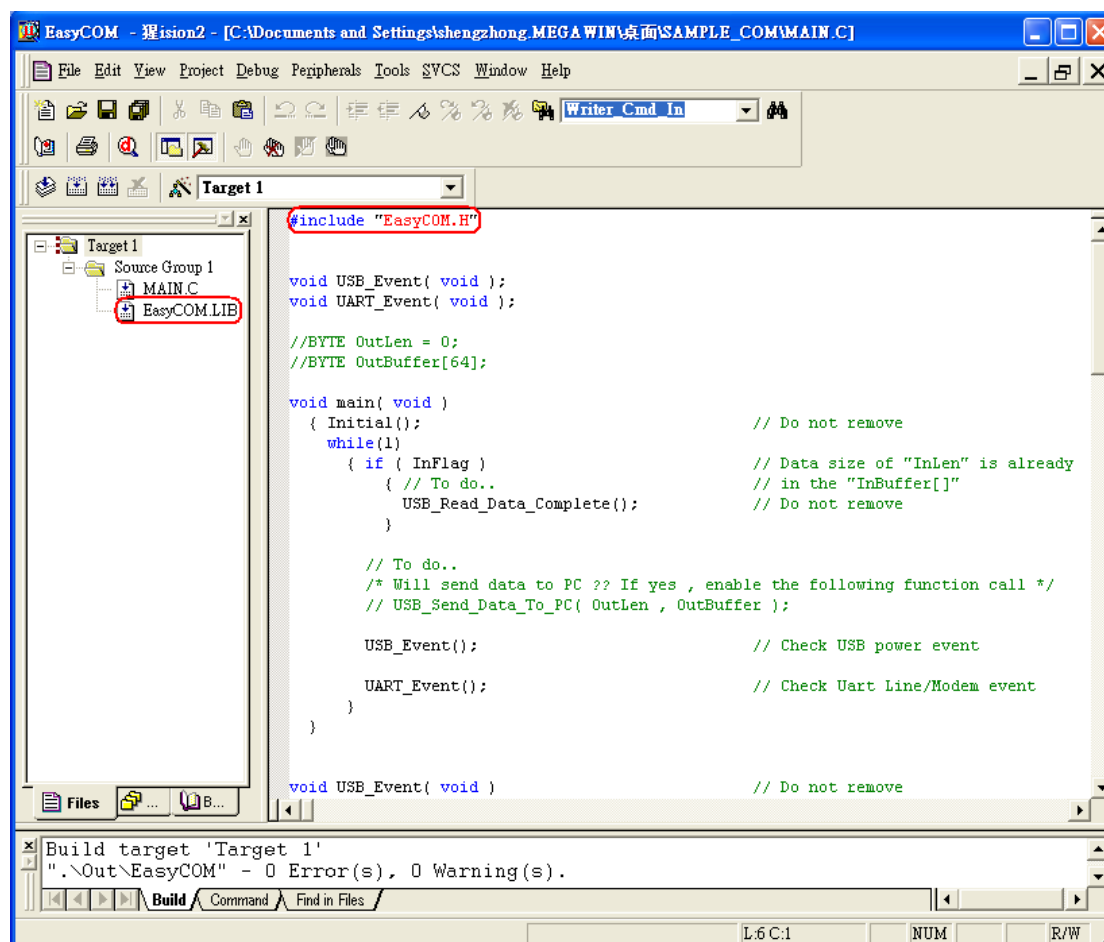 EasyCOM - 猩ision2 - [C:\Documents and Settings\shengzhong.MEGAWIN\桌面\SAMPLE_COM\MAIN.C]
File Edit View Project Debug Peripherals Tools SVCS Window Help
Writer_Cmd_In
Target 1
Target 1
Source Group 1
MAIN.C
EasyCOM.LIB
#include "EasyCOM.H"
void USB_Event( void );
void UART_Event( void );
//BYTE OutLen = 0;
//BYTE OutBuffer[64];
void main( void )
{ Initial(); // Do not remove
while(1)
{ if ( InFlag ) // Data size of "InLen" is already
{ // To do.. // in the "InBuffer[]"
USB_Read_Data_Complete(); // Do not remove
}
// To do..
/* Will send data to PC ?? If yes , enable the following function call */
// USB_Send_Data_To_PC( OutLen , OutBuffer );
USB_Event(); // Check USB power event
UART_Event(); // Check Uart Line/Modem event
}
}
void USB_Event( void ) // Do not remove
Files ... B...
Build target 'Target 1'
".\Out\EasyCOM" - 0 Error(s), 0 Warning(s).
Build Command Find in Files
L:6 C:1 NUM R/W